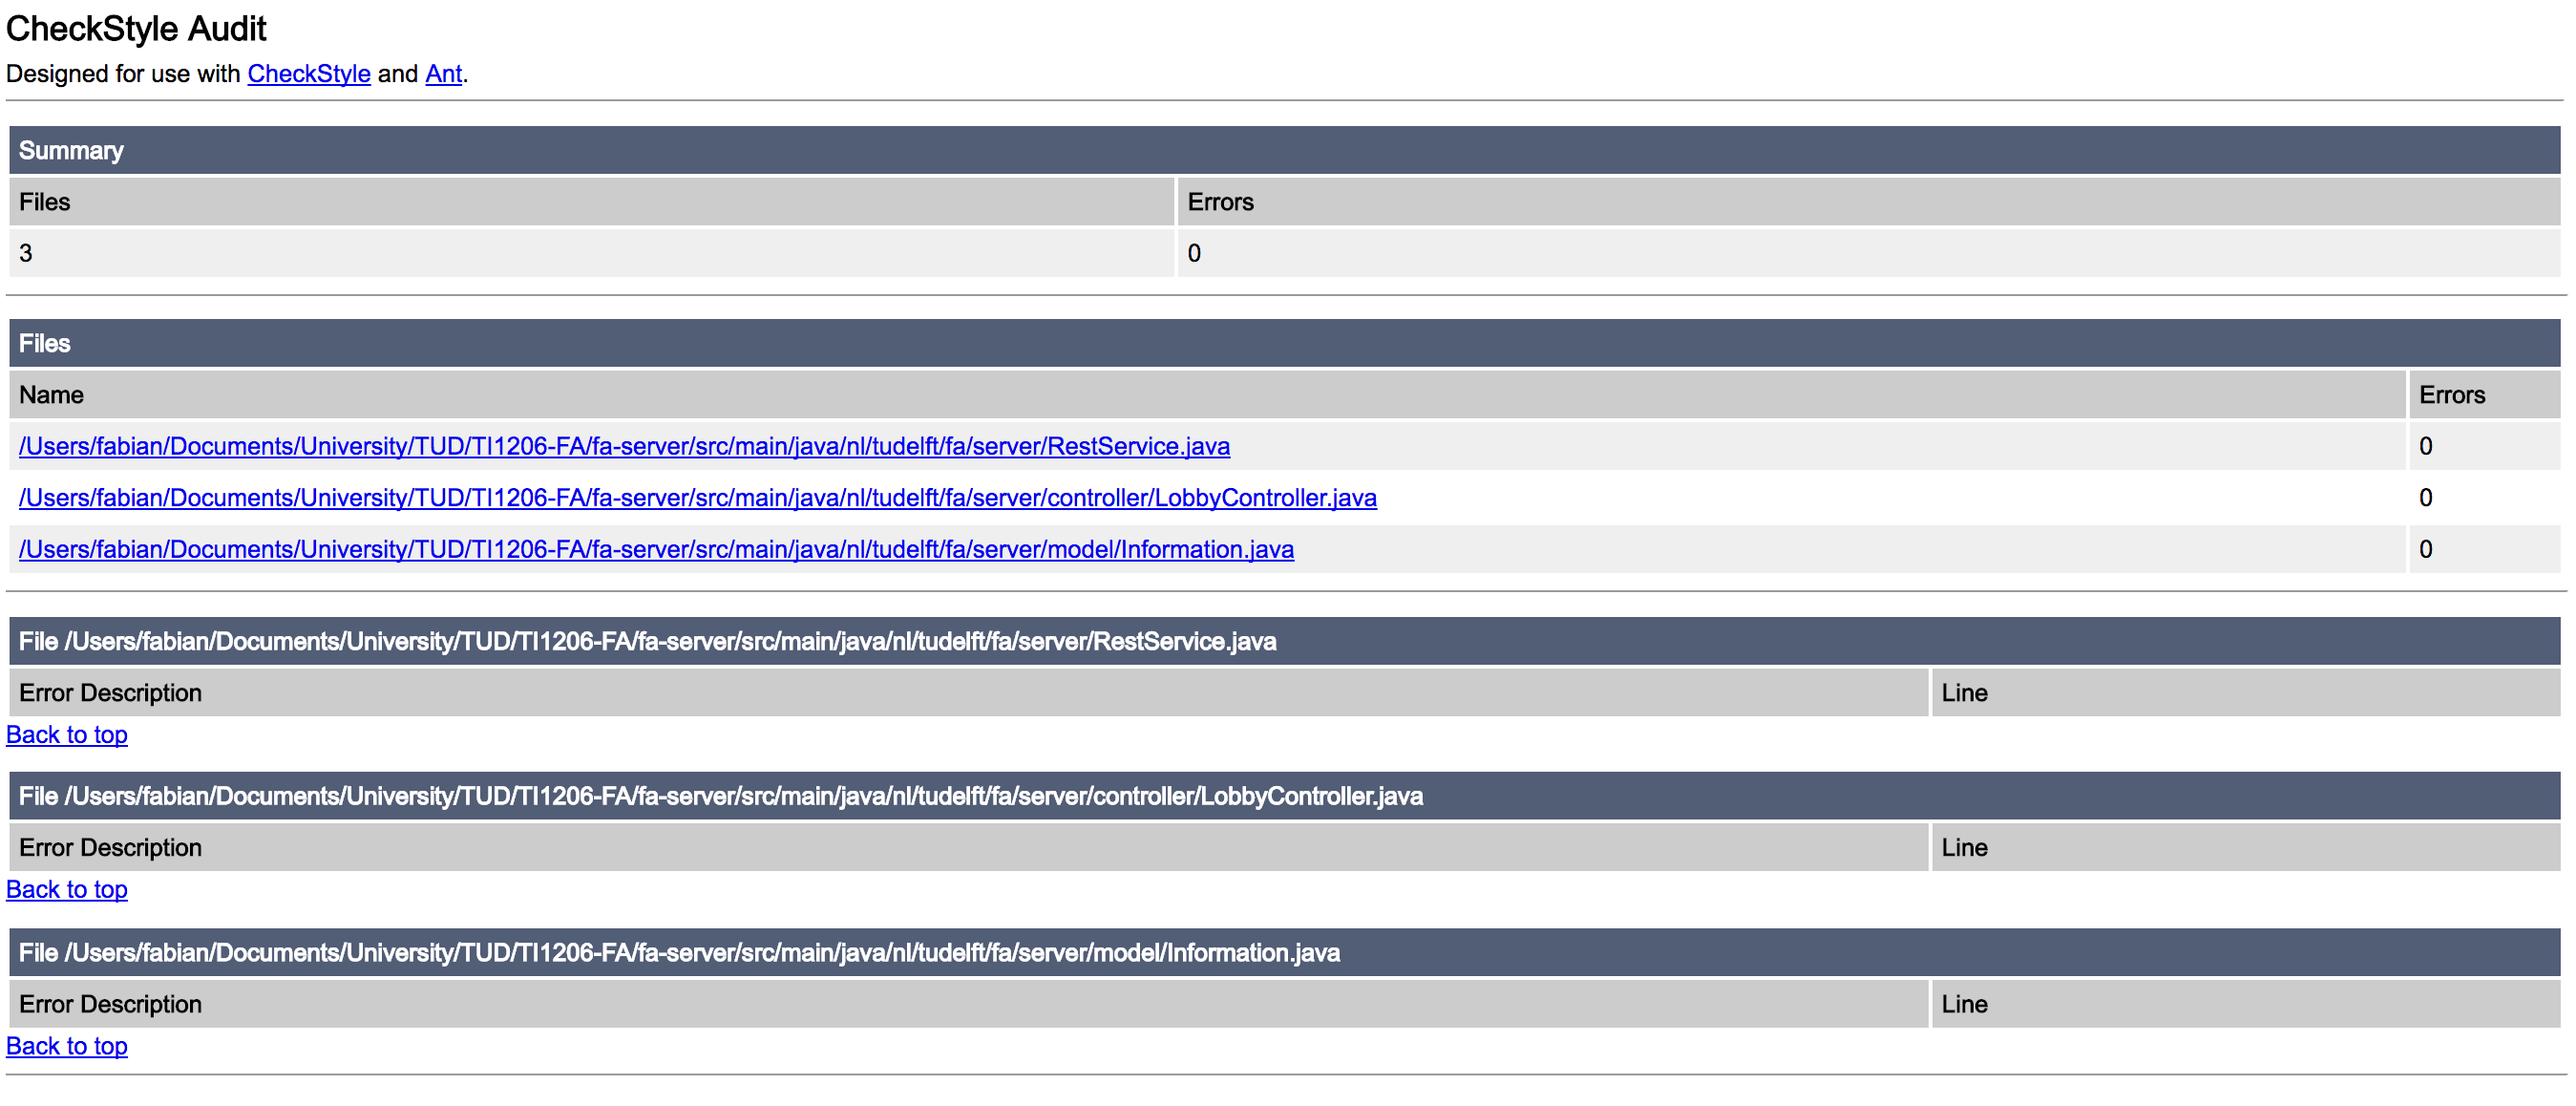 CheckStyle Audit
Designed for use with CheckStyle and Ant.
Summary
Files Errors
3 0
Files
Name Errors
/Users/fabian/Documents/University/TUD/TI1206-FA/fa-server/src/main/java/nl/tudelft/fa/server/RestService.java 0
/Users/fabian/Documents/University/TUD/TI1206-FA/fa-server/src/main/java/nl/tudelft/fa/server/controller/LobbyController.java 0
/Users/fabian/Documents/University/TUD/TI1206-FA/fa-server/src/main/java/nl/tudelft/fa/server/model/Information.java 0
File /Users/fabian/Documents/University/TUD/TI1206-FA/fa-server/src/main/java/nl/tudelft/fa/server/RestService.java
Error Description Line
Back to top
File /Users/fabian/Documents/University/TUD/TI1206-FA/fa-server/src/main/java/nl/tudelft/fa/server/controller/LobbyController.java
Error Description Line
Back to top
File /Users/fabian/Documents/University/TUD/TI1206-FA/fa-server/src/main/java/nl/tudelft/fa/server/model/Information.java
Error Description Line
Back to top